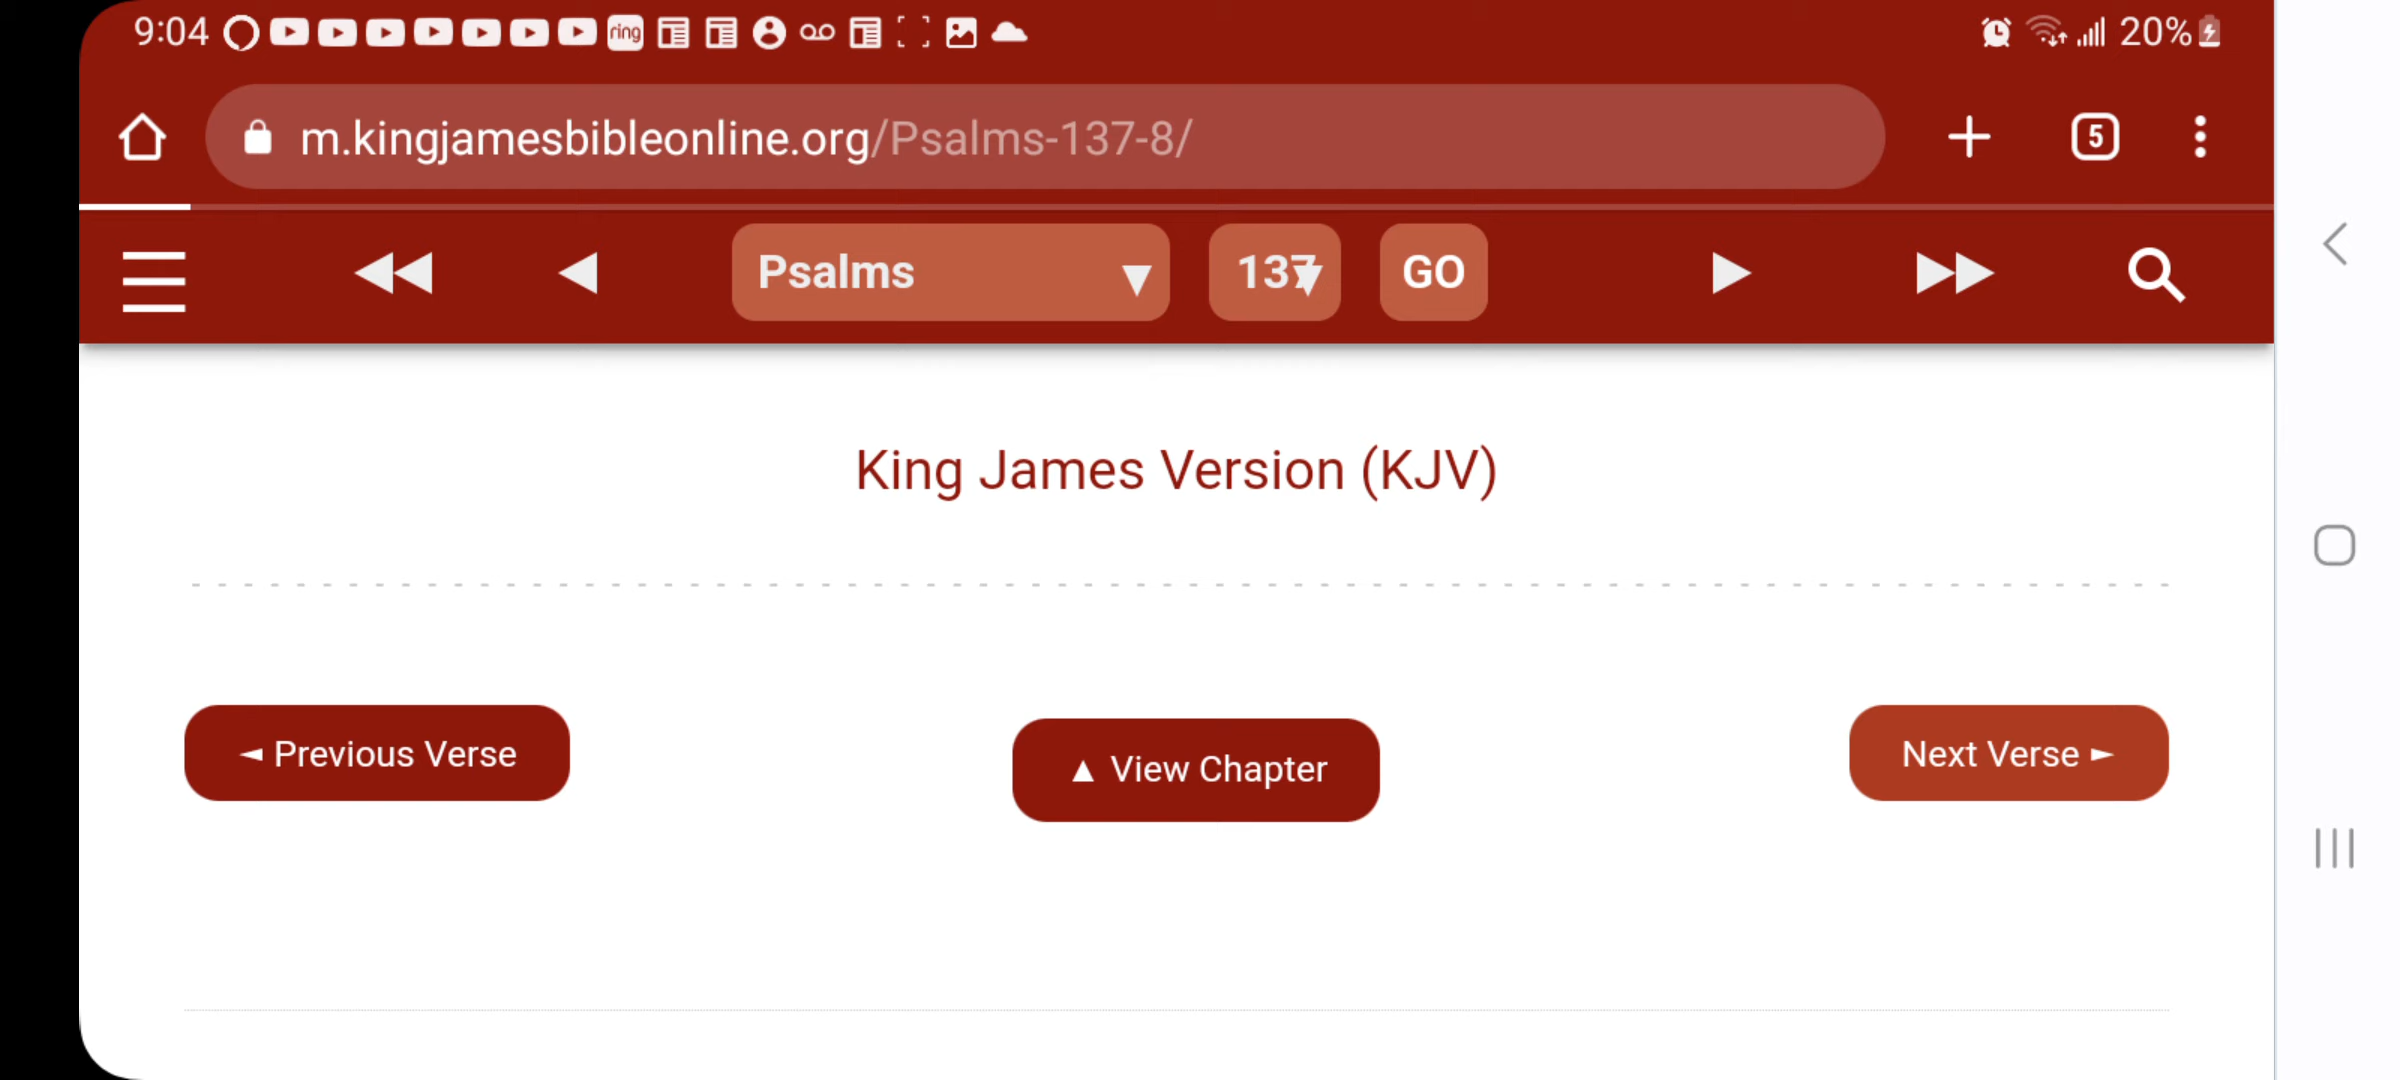 9:04 ring 20%
m.kingjamesbibleonline.org/Psalms-137-8/ 5
Psalms 137 GO
King James Version (KJV)
◄ Previous Verse ▲ View Chapter Next Verse ►